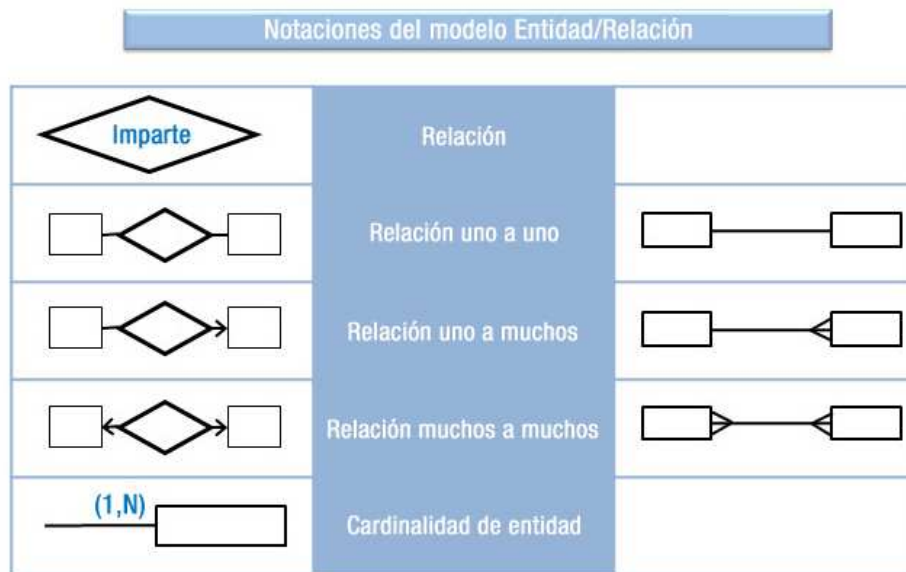 Notaciones del modelo Entidad/Relación
Imparte
Relación
Relación uno a uno
Relación uno a muchos
Relación muchos a muchos
(1,N)
Cardinalidad de entidad